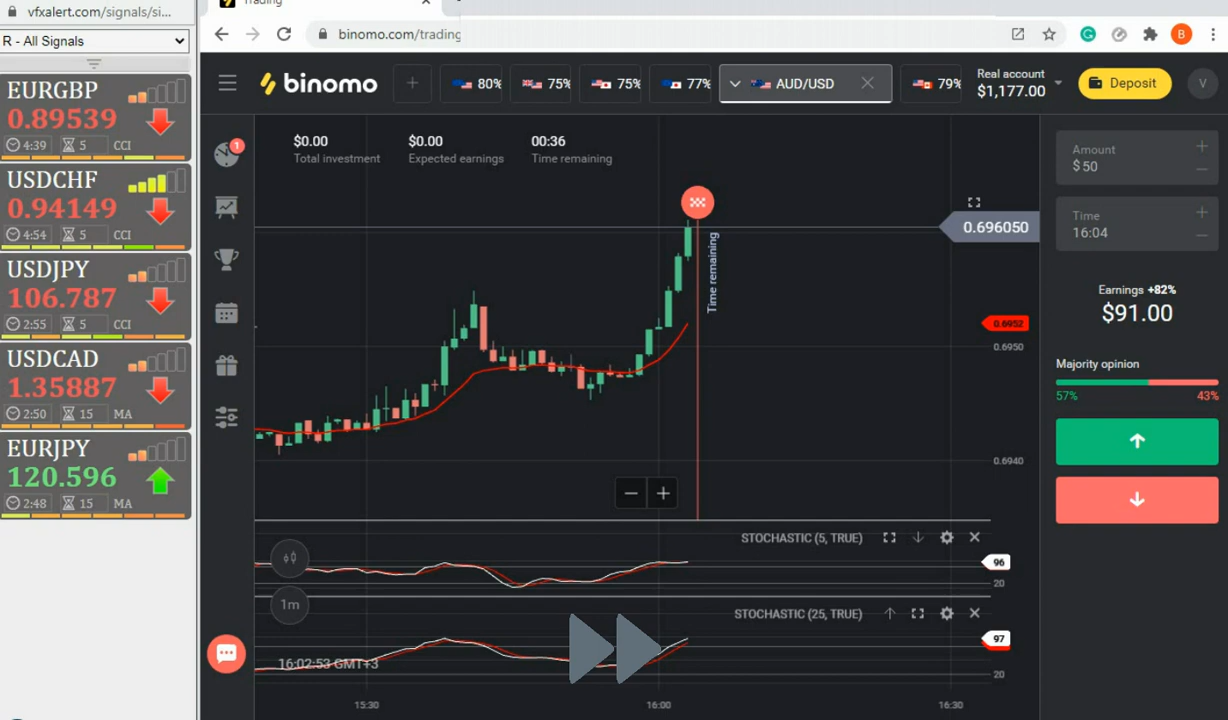 vfxalert.com/signals/si...
R - All Signals
EURGBP
0.89539
4:39 5 CCI
USDCHF
0.94149
4:54 5 CCI
USDJPY
106.787
2:55 5 CCI
USDCAD
1.35887
2:50 15 MA
EURJPY
120.596
2:48 15 MA
Trading
binomo.com/trading
B
binomo
80%
75%
75%
77%
AUD/USD
79%
Real account
$1,177.00
Deposit
V
1
$0.00
Total investment
$0.00
Expected earnings
00:36
Time remaining
Time remaining
0.696050
0.6952
0.6950
0.6940
STOCHASTIC (5, TRUE)
96
20
1m
STOCHASTIC (25, TRUE)
97
20
16:02:53 GMT+3
15:30
16:00
16:30
Amount
$ 50
Time
16:04
Earnings +82%
$91.00
Majority opinion
57% 43%